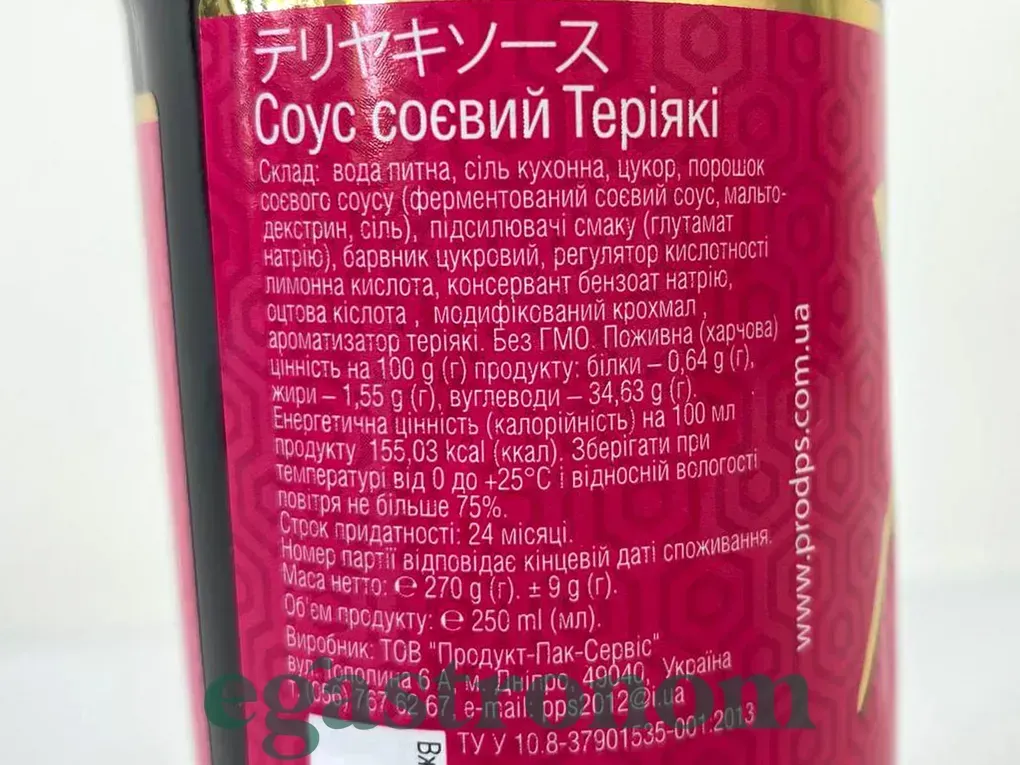 テリヤキソース
Соус соєвий Теріякі
Склад: вода питна, сіль кухонна, цукор, порошок
соєвого соусу (ферментований соєвий соус, мальто-
декстрин, сіль), підсилювачі смаку (глутамат
натрію), барвник цукровий, регулятор кислотності
лимонна кислота, консервант бензоат натрію,
оцтова кіслота , модифікований крохмал ,
ароматизатор теріякі. Без ГМО. Поживна (харчова)
цінність на 100 g (г) продукту: білки – 0,64 g (г),
жири – 1,55 g (г), вуглеводи – 34,63 g (г).
Енергетична цінність (калорійність) на 100 мл
продукту 155,03 kcal (ккал). Зберігати при
температурі від 0 до +25°С і відносній вологості
повітря не більше 75%.
Строк придатності: 24 місяці.
Номер партії відповідає кінцевій даті споживання.
Маса нетто: ℮ 270 g (г). ± 9 g (г).
Об'єм продукту: ℮ 250 ml (мл).
Виробник: ТОВ "Продукт-Пак-Сервіс"
вул.Тополина 6 А м. Дніпро, 49040, Україна
т. (056) 767 62 67, e-mail: pps2012@i.ua
ТУ У 10.8-37901535-001:2013
www.prodps.com.ua
egastronom
Вж